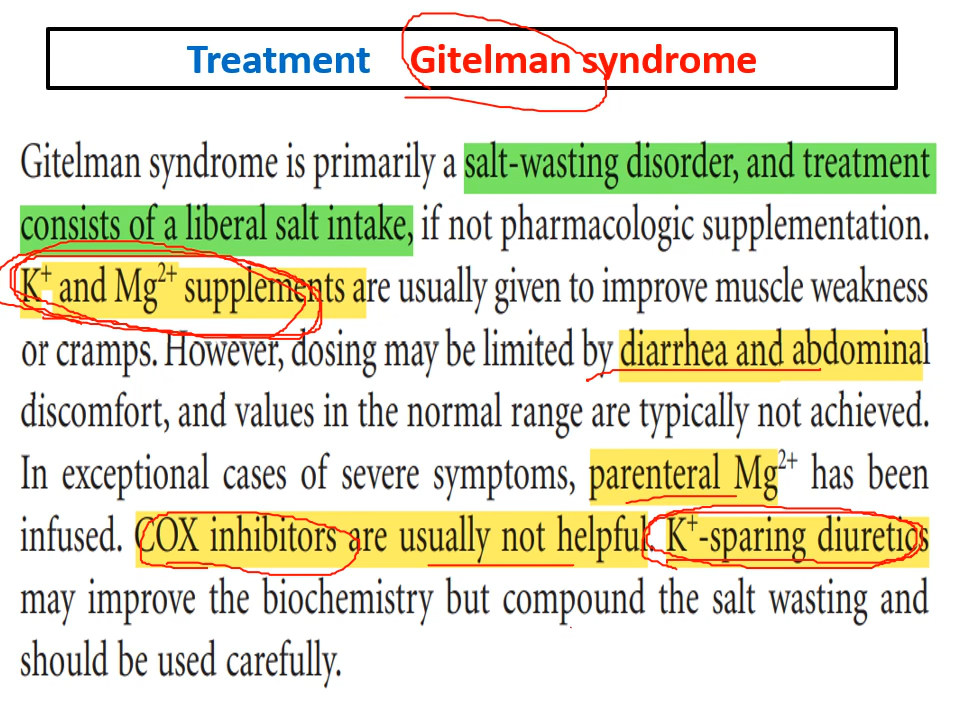 Treatment Gitelman syndrome
Gitelman syndrome is primarily a salt-wasting disorder, and treatment
consists of a liberal salt intake, if not pharmacologic supplementation.
K⁺ and Mg²⁺ supplements are usually given to improve muscle weakness
or cramps. However, dosing may be limited by diarrhea and abdominal
discomfort, and values in the normal range are typically not achieved.
In exceptional cases of severe symptoms, parenteral Mg²⁺ has been
infused. COX inhibitors are usually not helpful. K⁺-sparing diuretics
may improve the biochemistry but compound the salt wasting and
should be used carefully.